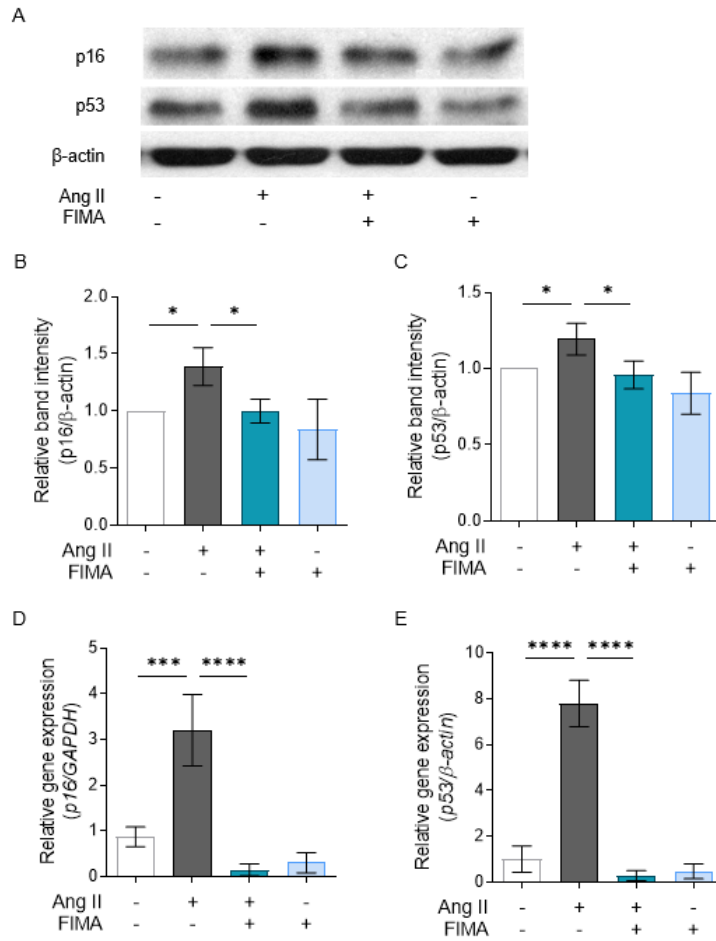 A
p16
p53
β-actin
Ang II - + + -
FIMA - - + +
B
* *
Relative band intensity
(p16/β-actin)
2.0
1.5
1.0
0.5
0.0
Ang II - + + -
FIMA - - + +
C
* *
Relative band intensity
(p53/β-actin)
1.5
1.0
0.5
0.0
Ang II - + + -
FIMA - - + +
D
*** ****
Relative gene expression
(p16/GAPDH)
5
4
3
2
1
0
Ang II - + + -
FIMA - - + +
E
**** ****
Relative gene expression
(p53/β-actin)
10
8
6
4
2
0
Ang II - + + -
FIMA - - + +